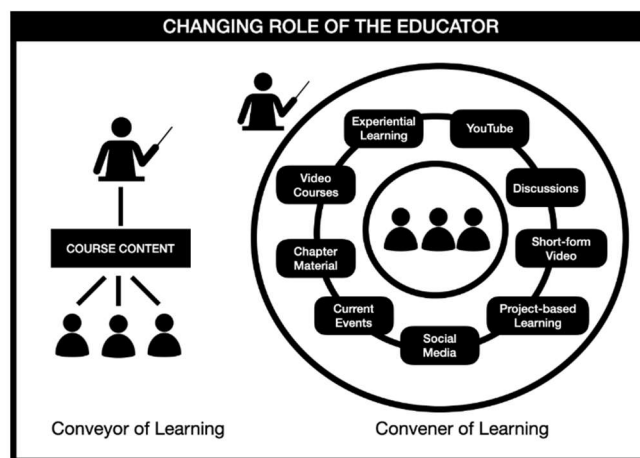 CHANGING ROLE OF THE EDUCATOR
COURSE CONTENT
Conveyor of Learning
Experiential
Learning
YouTube
Video
Courses
Discussions
Chapter
Material
Short-form
Video
Current
Events
Project-based
Learning
Social
Media
Convener of Learning